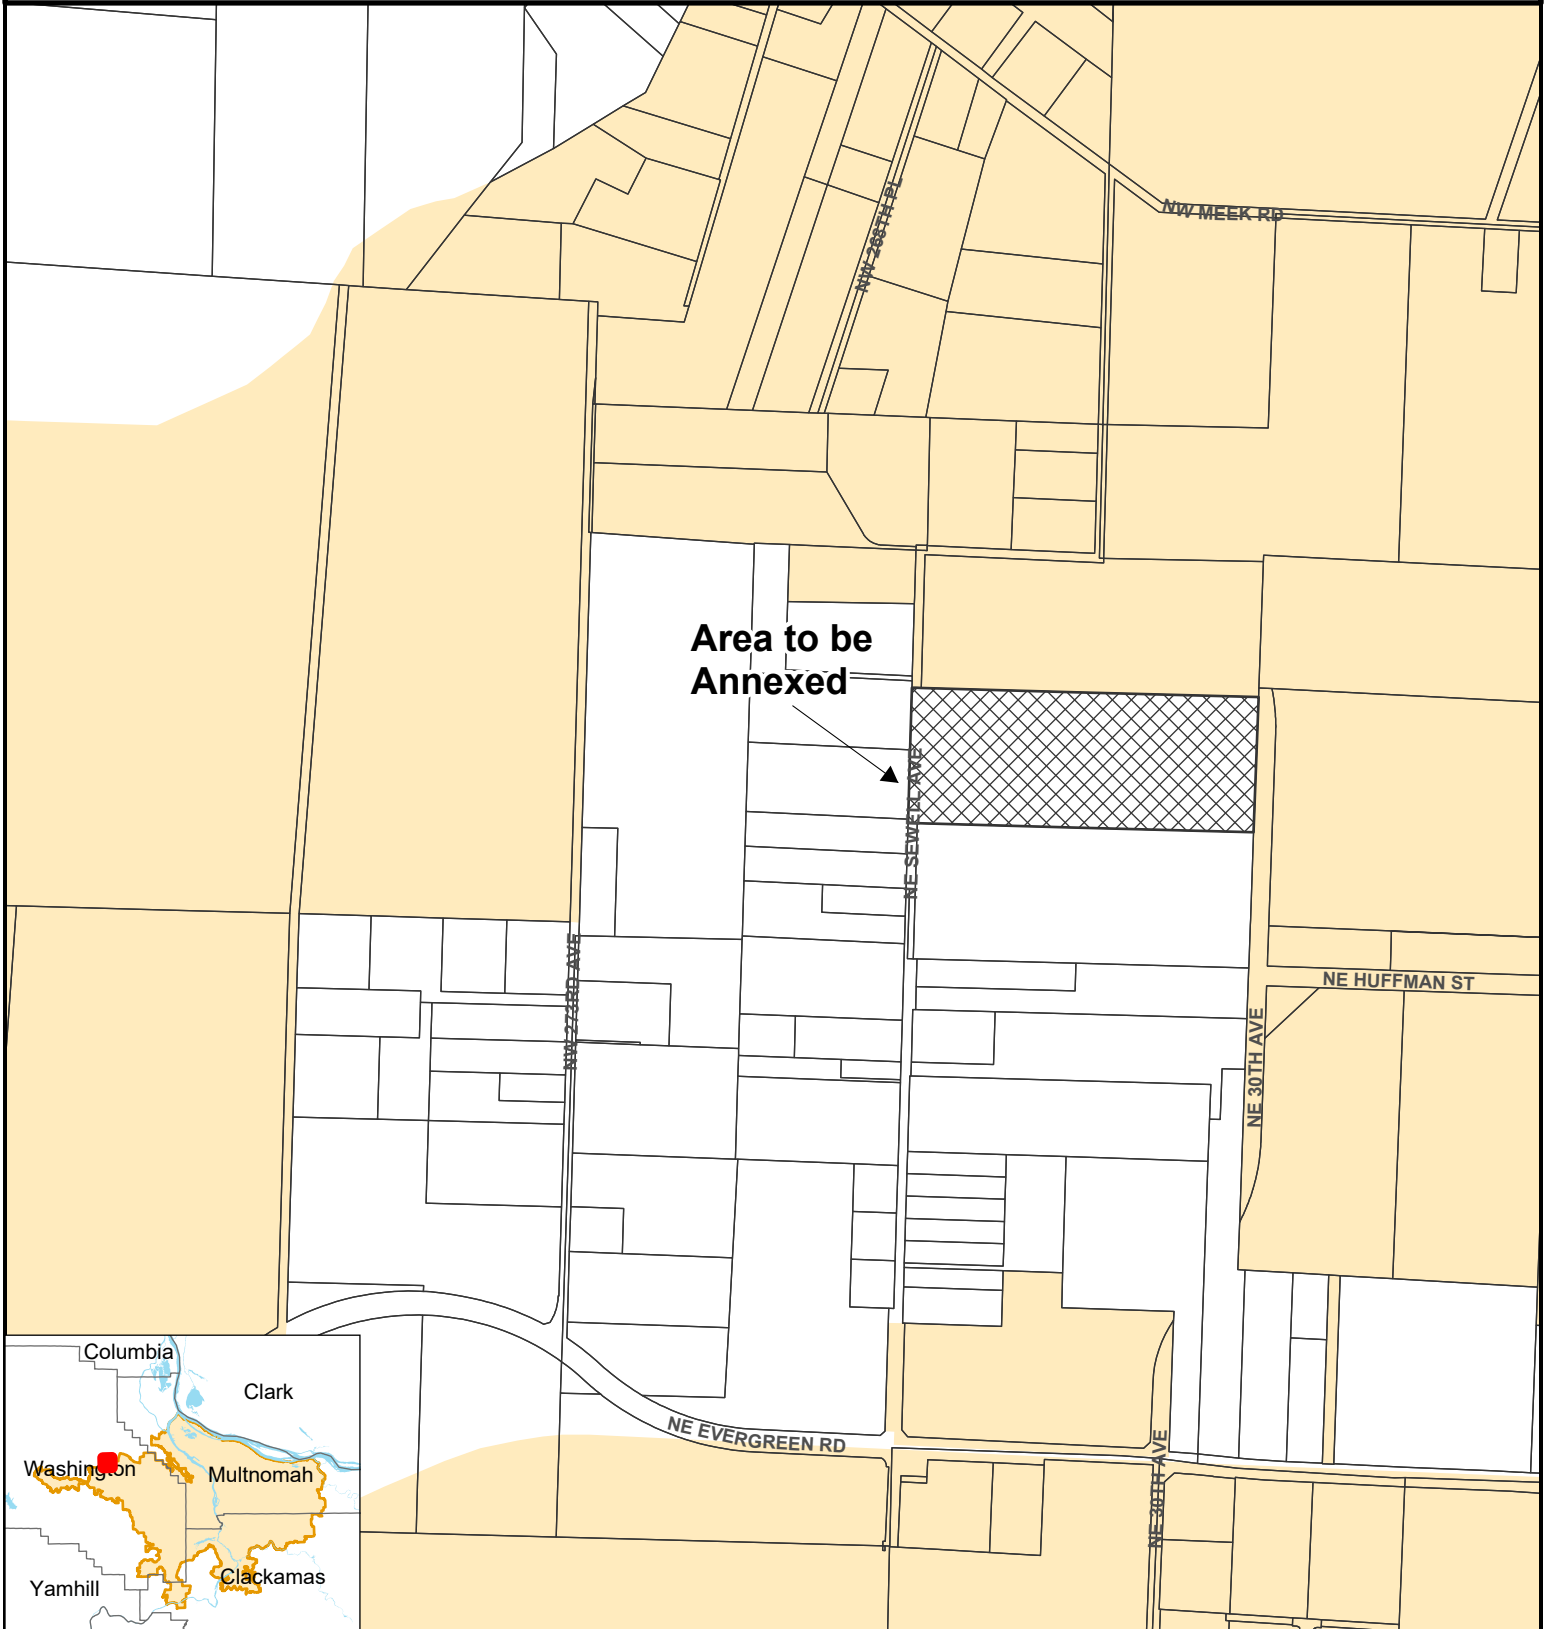 NW MEEK RD
NW 268TH PL
Area to be
Annexed
NE SEWELL AVE
NW 273RD AVE
NE HUFFMAN ST
NE 30TH AVE
NE EVERGREEN RD
NE 30TH AVE
Columbia
Clark
Washington
Multnomah
Clackamas
Yamhill